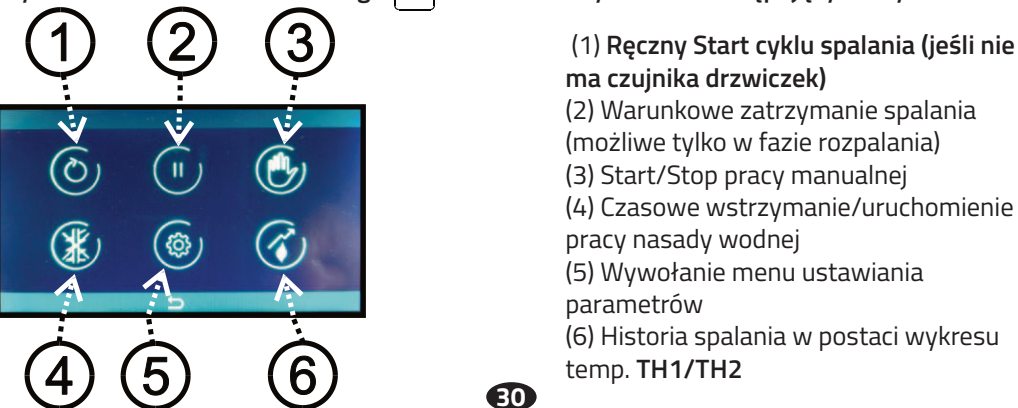 1 2 3
(1) Ręczny Start cyklu spalania (jeśli nie
ma czujnika drzwiczek)
(2) Warunkowe zatrzymanie spalania
(możliwe tylko w fazie rozpalania)
(3) Start/Stop pracy manualnej
(4) Czasowe wstrzymanie/uruchomienie
pracy nasady wodnej
(5) Wywołanie menu ustawiania
parametrów
(6) Historia spalania w postaci wykresu
temp. TH1/TH2
4 5 6
30